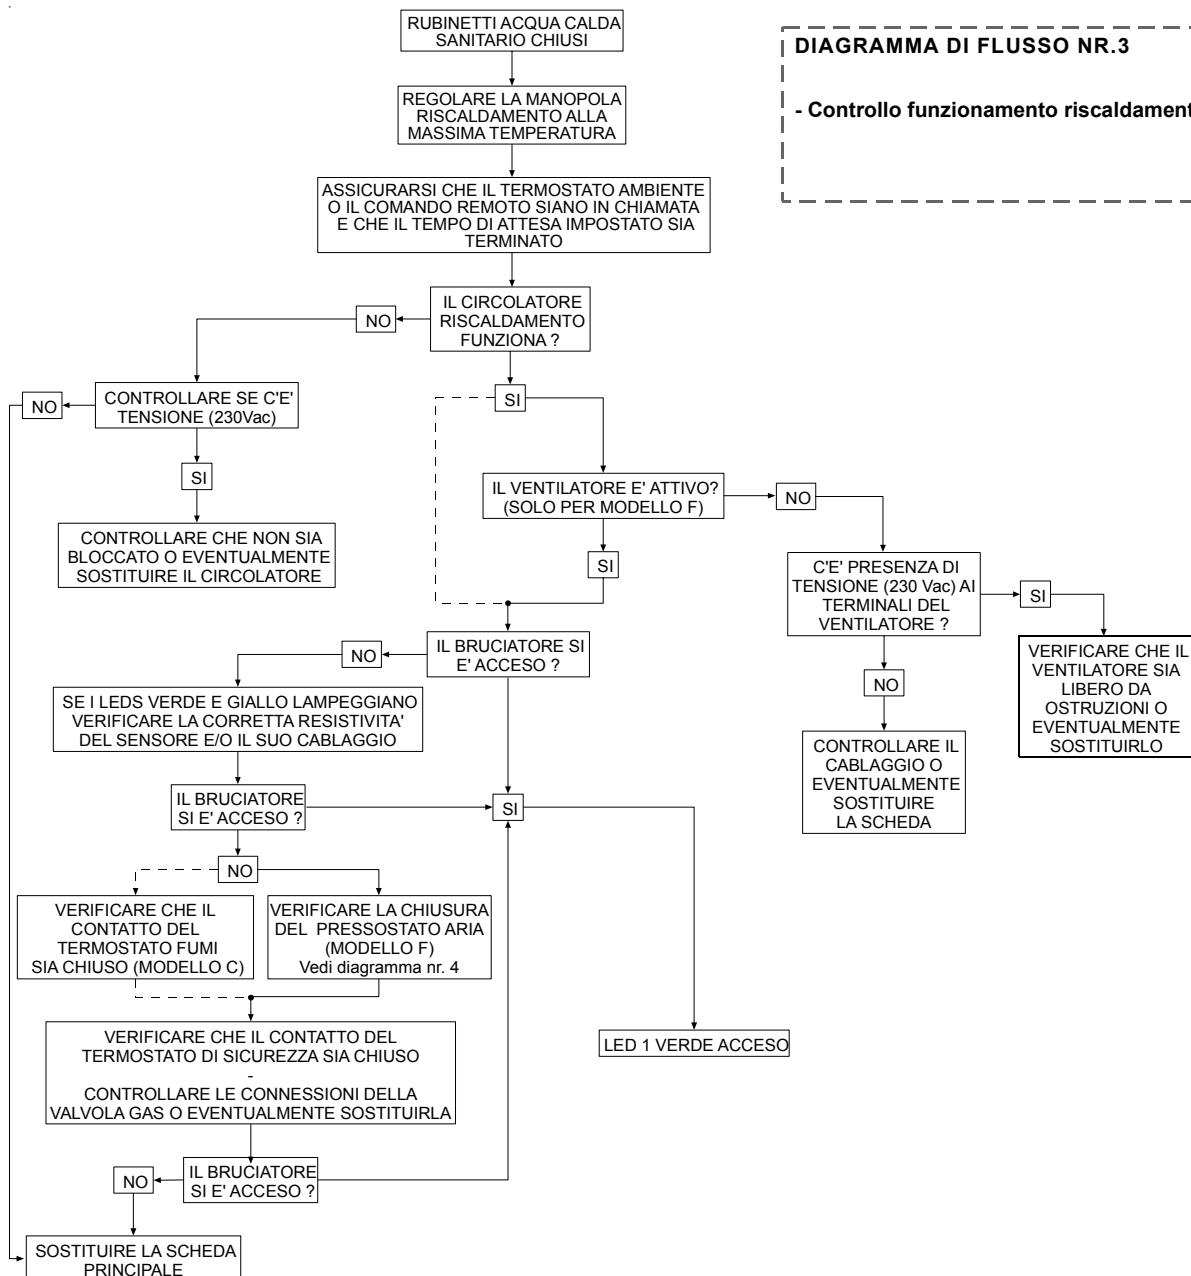 RUBINETTI ACQUA CALDA
SANITARIO CHIUSI
DIAGRAMMA DI FLUSSO NR.3
- Controllo funzionamento riscaldament
REGOLARE LA MANOPOLA
RISCALDAMENTO ALLA
MASSIMA TEMPERATURA
ASSICURARSI CHE IL TERMOSTATO AMBIENTE
O IL COMANDO REMOTO SIANO IN CHIAMATA
E CHE IL TEMPO DI ATTESA IMPOSTATO SIA
TERMINATO
IL CIRCOLATORE
RISCALDAMENTO
FUNZIONA ?
NO
SI
CONTROLLARE SE C'E'
TENSIONE (230Vac)
NO
SI
CONTROLLARE CHE NON SIA
BLOCCATO O EVENTUALMENTE
SOSTITUIRE IL CIRCOLATORE
IL VENTILATORE E' ATTIVO?
(SOLO PER MODELLO F)
NO
SI
C'E' PRESENZA DI
TENSIONE (230 Vac) AI
TERMINALI DEL
VENTILATORE ?
SI
NO
VERIFICARE CHE IL
VENTILATORE SIA
LIBERO DA
OSTRUZIONI O
EVENTUALMENTE
SOSTITUIRLO
CONTROLLARE IL
CABLAGGIO O
EVENTUALMENTE
SOSTITUIRE
LA SCHEDA
IL BRUCIATORE SI
E' ACCESO ?
NO
SE I LEDS VERDE E GIALLO LAMPEGGIANO
VERIFICARE LA CORRETTA RESISTIVITA'
DEL SENSORE E/O IL SUO CABLAGGIO
IL BRUCIATORE
SI E' ACCESO ?
SI
NO
VERIFICARE CHE IL
CONTATTO DEL
TERMOSTATO FUMI
SIA CHIUSO (MODELLO C)
VERIFICARE LA CHIUSURA
DEL PRESSOSTATO ARIA
(MODELLO F)
Vedi diagramma nr. 4
VERIFICARE CHE IL CONTATTO DEL
TERMOSTATO DI SICUREZZA SIA CHIUSO
-
CONTROLLARE LE CONNESSIONI DELLA
VALVOLA GAS O EVENTUALMENTE SOSTITUIRLA
LED 1 VERDE ACCESO
IL BRUCIATORE
SI E' ACCESO ?
NO
SOSTITUIRE LA SCHEDA
PRINCIPALE